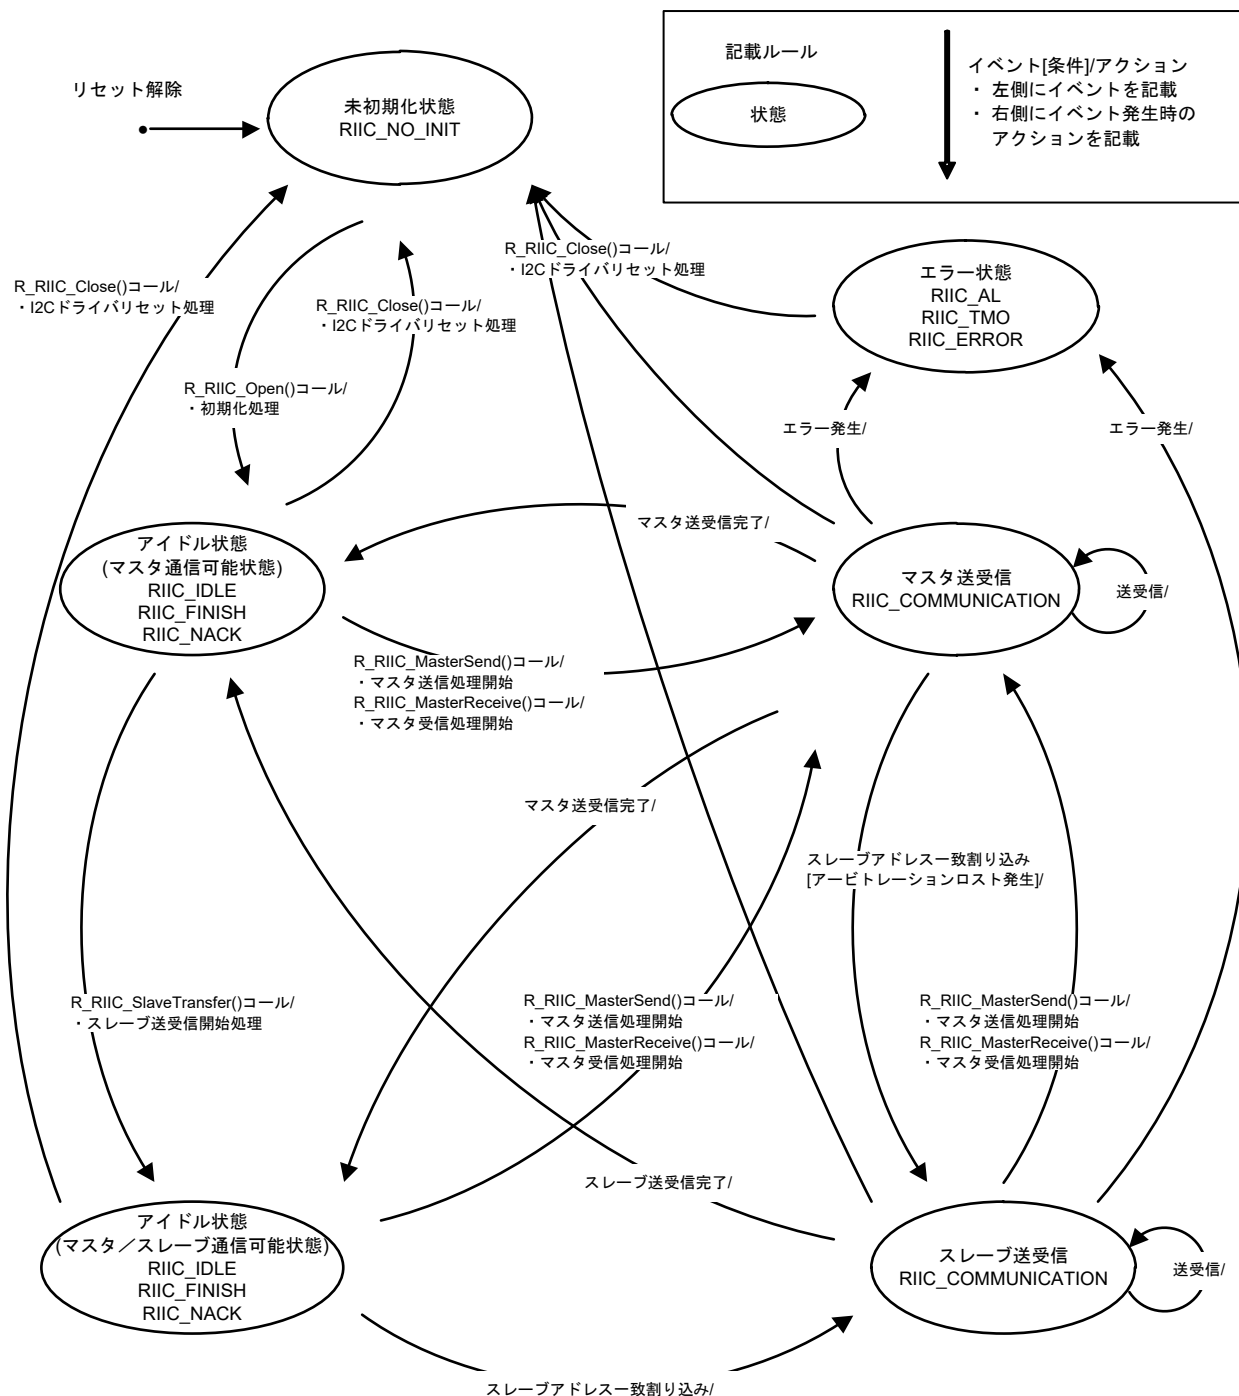 記載ルール
状態
イベント[条件]/アクション
・ 左側にイベントを記載
・ 右側にイベント発生時の
アクションを記載
リセット解除
未初期化状態
RIIC_NO_INIT
R_RIIC_Close()コール/
・I2Cドライバリセット処理
R_RIIC_Close()コール/
・I2Cドライバリセット処理
R_RIIC_Close()コール/
・I2Cドライバリセット処理
エラー状態
RIIC_AL
RIIC_TMO
RIIC_ERROR
R_RIIC_Open()コール/
・初期化処理
エラー発生/
エラー発生/
マスタ送受信完了/
アイドル状態
(マスタ通信可能状態)
RIIC_IDLE
RIIC_FINISH
RIIC_NACK
マスタ送受信
RIIC_COMMUNICATION
送受信/
R_RIIC_MasterSend()コール/
・マスタ送信処理開始
R_RIIC_MasterReceive()コール/
・マスタ受信処理開始
マスタ送受信完了/
スレーブアドレス一致割り込み
[アービトレーションロスト発生]/
R_RIIC_SlaveTransfer()コール/
・スレーブ送受信開始処理
R_RIIC_MasterSend()コール/
・マスタ送信処理開始
R_RIIC_MasterReceive()コール/
・マスタ受信処理開始
R_RIIC_MasterSend()コール/
・マスタ送信処理開始
R_RIIC_MasterReceive()コール/
・マスタ受信処理開始
スレーブ送受信完了/
アイドル状態
(マスタ／スレーブ通信可能状態)
RIIC_IDLE
RIIC_FINISH
RIIC_NACK
スレーブ送受信
RIIC_COMMUNICATION
送受信/
スレーブアドレス一致割り込み/